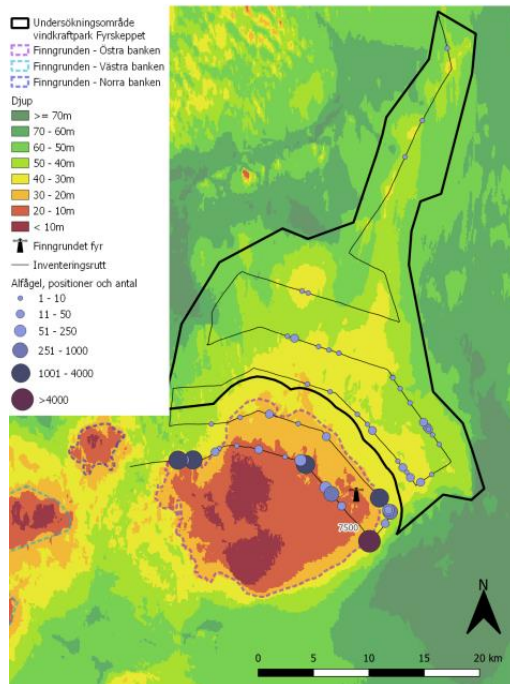 Undersökningsområde
vindkraftpark Fyrskeppet
Finngrunden - Östra banken
Finngrunden - Västra banken
Finngrunden - Norra banken
Djup
>= 70m
70 - 60m
60 - 50m
50 - 40m
40 - 30m
30 - 20m
20 - 10m
< 10m
Finngrundet fyr
Inventeringsrutt
Alfågel, positioner och antal
1 - 10
11 - 50
51 - 250
251 - 1000
1001 - 4000
>4000
7500
N
0 5 10 15 20 km